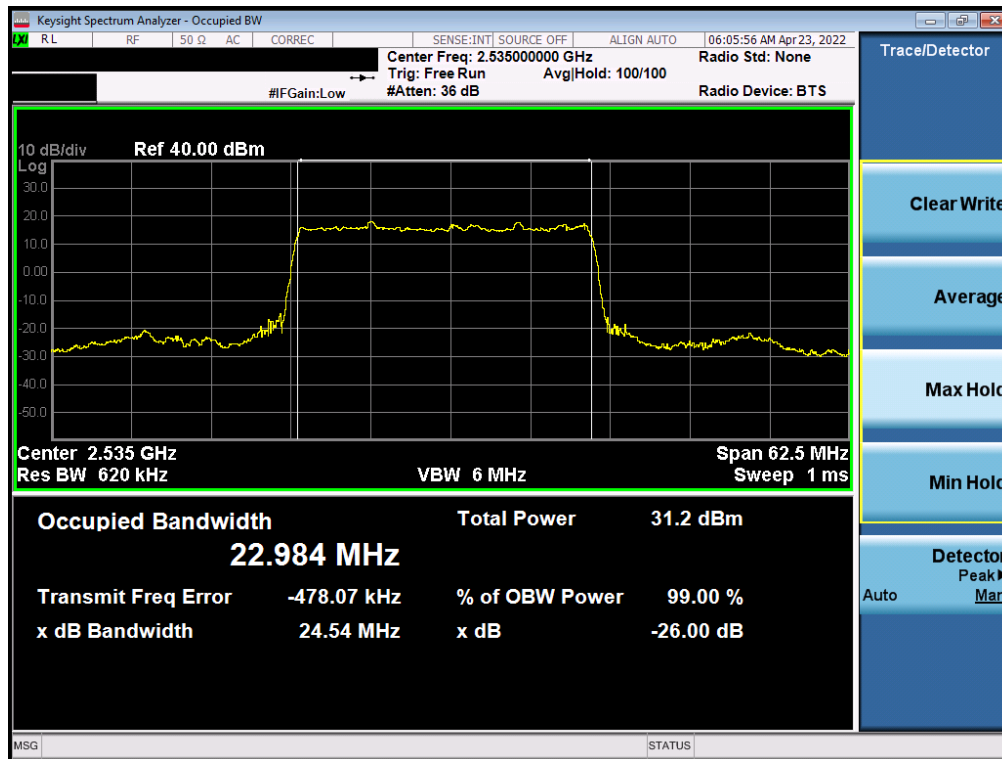 Keysight Spectrum Analyzer - Occupied BW
LXI RL RF 50 Ω AC CORREC SENSE:INT SOURCE OFF ALIGN AUTO 06:05:56 AM Apr 23, 2022
Center Freq: 2.535000000 GHz Radio Std: None
Trig: Free Run Avg|Hold: 100/100
#IFGain:Low #Atten: 36 dB Radio Device: BTS
Trace/Detector
10 dB/div Ref 40.00 dBm
Log
30.0
20.0
10.0
0.00
-10.0
-20.0
-30.0
-40.0
-50.0
Center 2.535 GHz Span 62.5 MHz
Res BW 620 kHz VBW 6 MHz Sweep 1 ms
Occupied Bandwidth Total Power 31.2 dBm
22.984 MHz
Transmit Freq Error -478.07 kHz % of OBW Power 99.00 %
x dB Bandwidth 24.54 MHz x dB -26.00 dB
Clear Write
Average
Max Hold
Min Hold
Detector
Peak
Auto Man
MSG STATUS